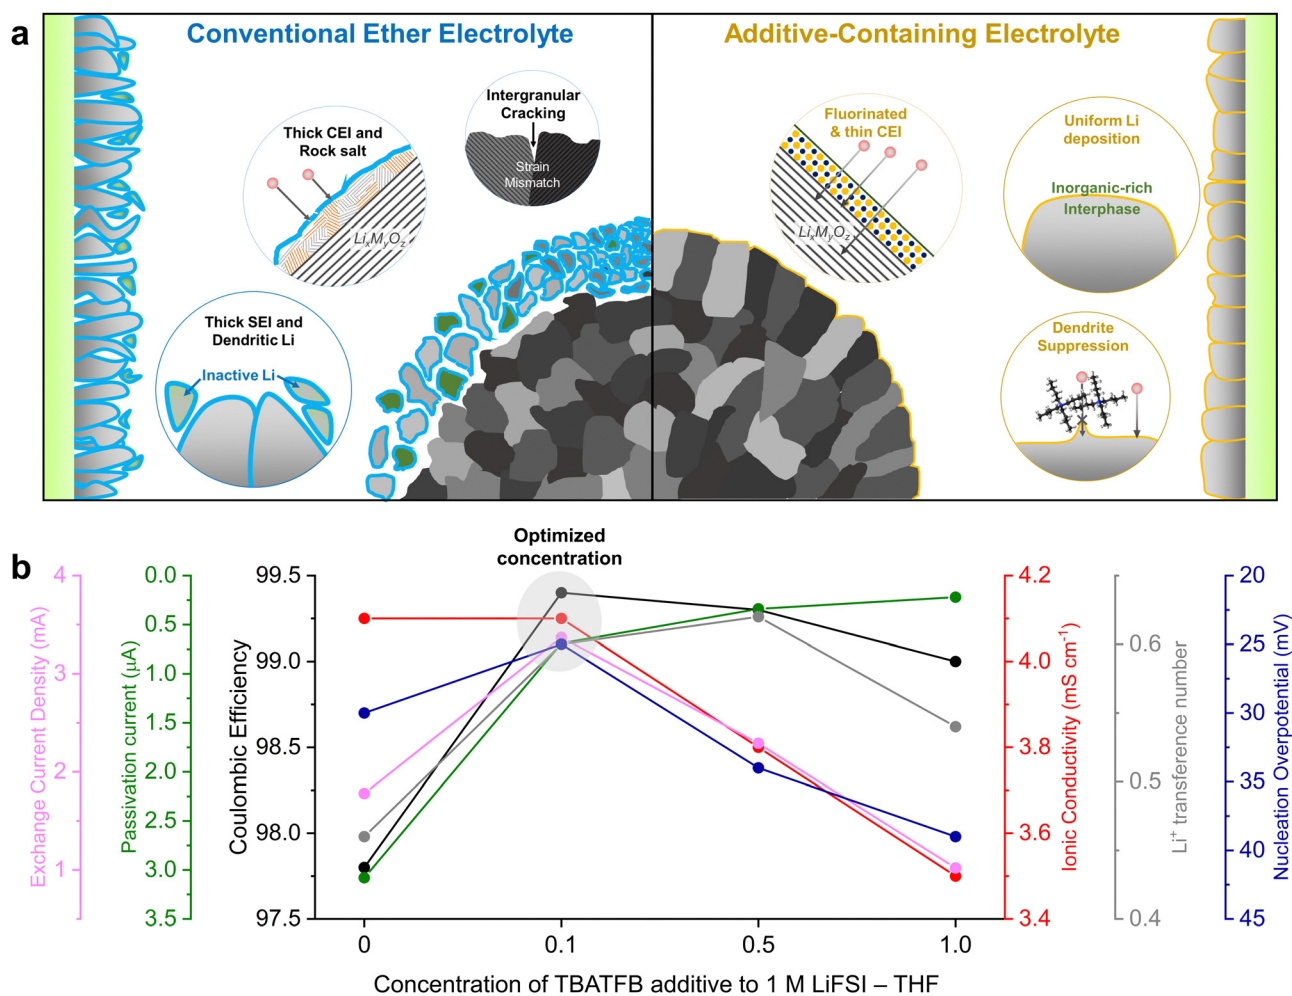 a
Conventional Ether Electrolyte
Additive-Containing Electrolyte
Thick CEI and
Rock salt
LixMyOz
Intergranular
Cracking
Strain
Mismatch
Thick SEI and
Dendritic Li
Inactive Li
Fluorinated
& thin CEI
LixMyOz
Uniform Li
deposition
Inorganic-rich
Interphase
Dendrite
Suppression
b
Optimized
concentration
Exchange Current Density (mA)
4
3
2
1
Passivation current (μA)
0.0
0.5
1.0
1.5
2.0
2.5
3.0
3.5
Coulombic Efficiency
99.5
99.0
98.5
98.0
97.5
Ionic Conductivity (mS cm⁻¹)
4.2
4.0
3.8
3.6
3.4
Li⁺ transference number
0.6
0.5
0.4
Nucleation Overpotential (mV)
20
25
30
35
40
45
0
0.1
0.5
1.0
Concentration of TBATFB additive to 1 M LiFSI – THF